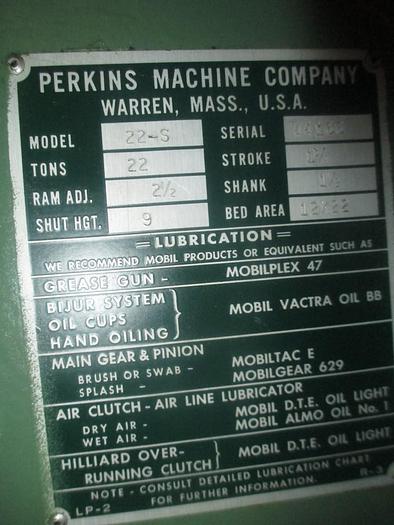 PERKINS MACHINE COMPANY
WARREN, MASS., U.S.A.
MODEL 22-S SERIAL
TONS 22 STROKE
RAM ADJ. 2½ SHANK
SHUT HGT. 9 BED AREA
=LUBRICATION=
WE RECOMMEND MOBIL PRODUCTS OR EQUIVALENT SUCH AS
GREASE GUN - MOBILPLEX 47
BIJUR SYSTEM
OIL CUPS MOBIL VACTRA OIL BB
HAND OILING
MAIN GEAR & PINION
BRUSH OR SWAB - MOBILTAC E
SPLASH - MOBILGEAR 629
AIR CLUTCH - AIR LINE LUBRICATOR
DRY AIR - MOBIL D.T.E. OIL LIGHT
WET AIR - MOBIL ALMO OIL No. 1
HILLIARD OVER-
RUNNING CLUTCH MOBIL D.T.E. OIL LIGHT
NOTE - CONSULT DETAILED LUBRICATION CHART
FOR FURTHER INFORMATION.
LP-2 R-3